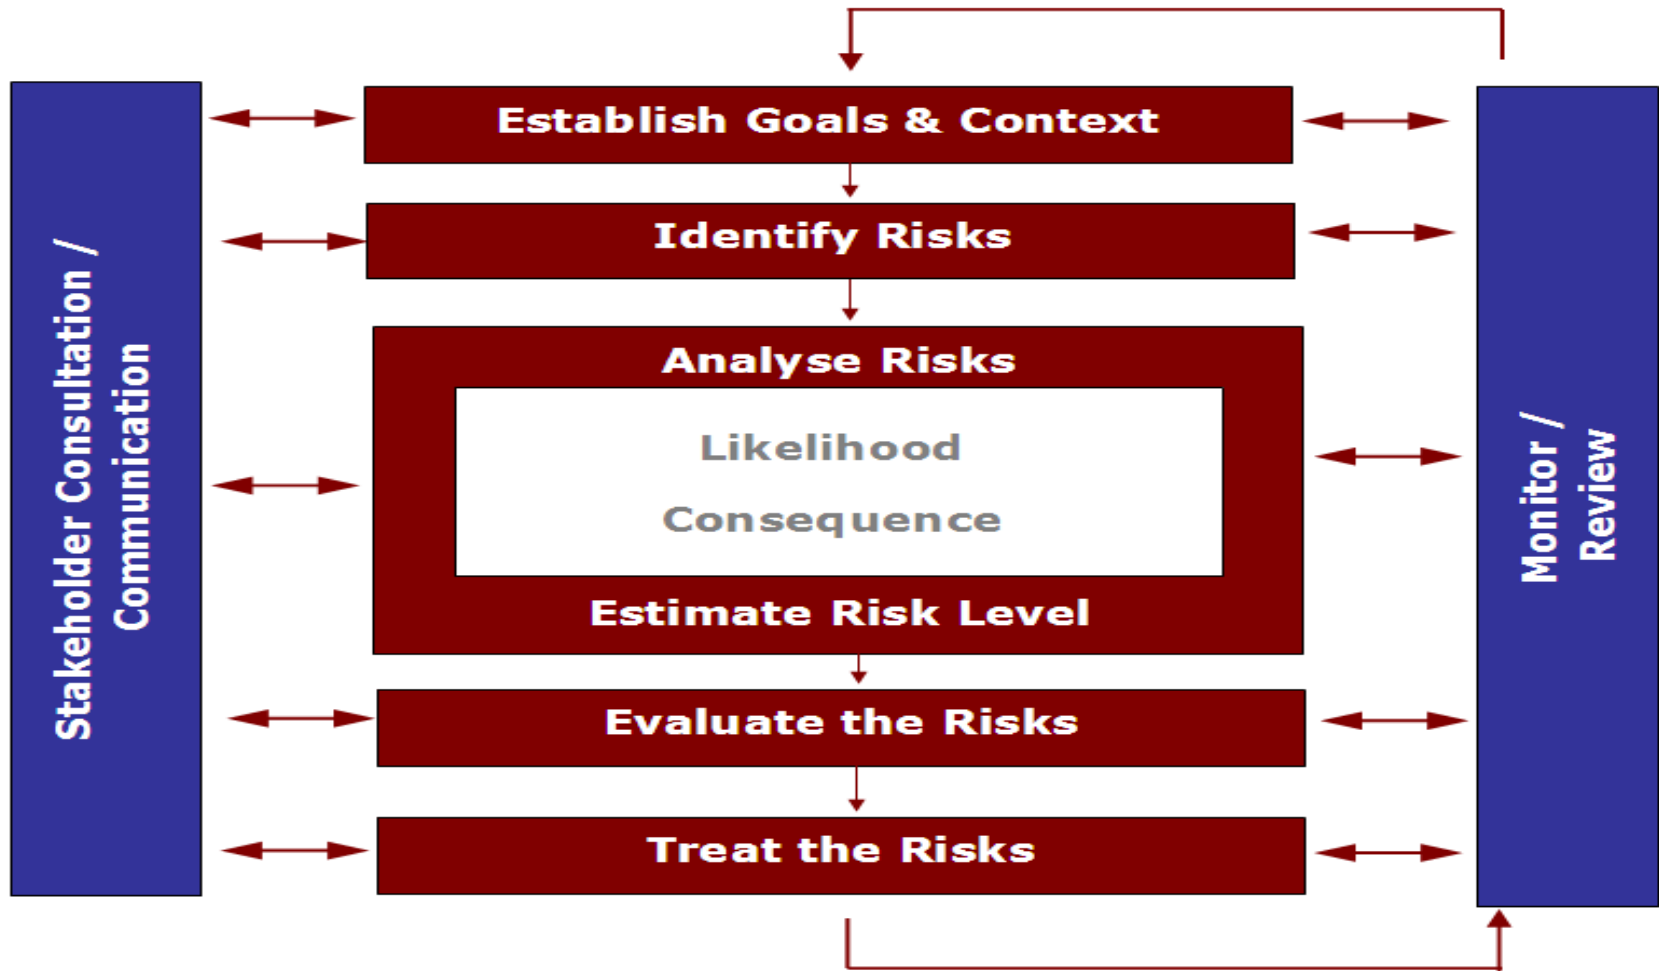 Stakeholder Consultation /
Communication
Establish Goals & Context
Identify Risks
Analyse Risks
Likelihood
Consequence
Estimate Risk Level
Evaluate the Risks
Treat the Risks
Monitor /
Review